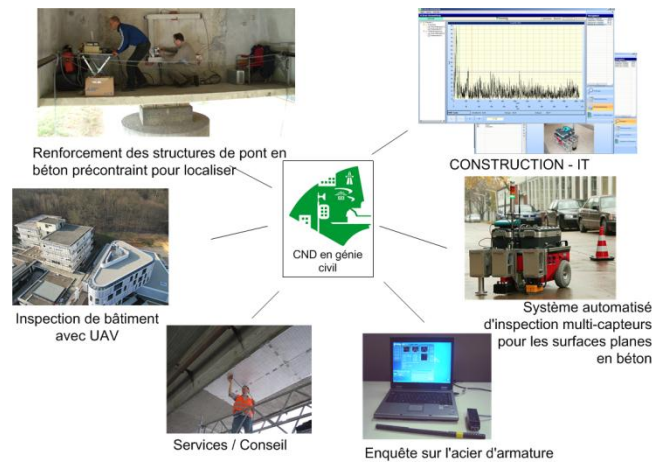 Renforcement des structures de pont en
béton précontraint pour localiser
CONSTRUCTION - IT
CND en génie
civil
Inspection de bâtiment
avec UAV
Système automatisé
d'inspection multi-capteurs
pour les surfaces planes
en béton
Services / Conseil
Enquête sur l'acier d'armature